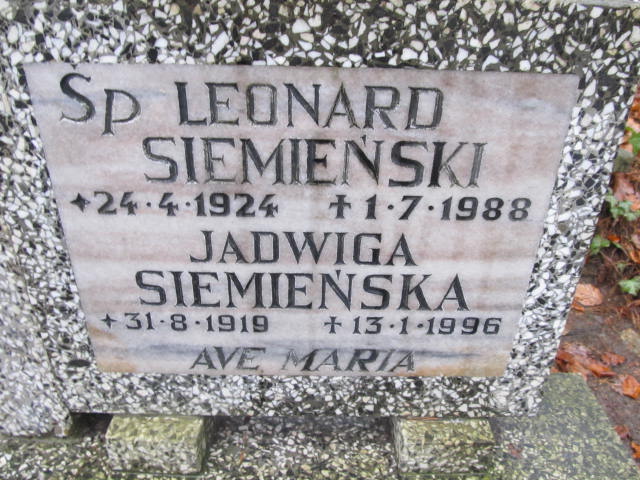 Sp LEONARD
SIEMIEŃSKI
24·4·1924 ✝1·7·1988
JADWIGA
SIEMIEŃSKA
31·8·1919 ✝13·1·1996
AVE MARIA